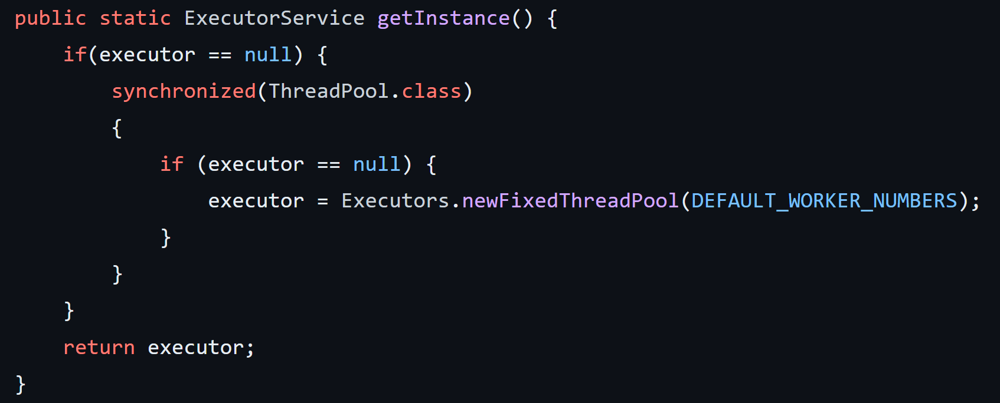 public static ExecutorService getInstance() {
    if(executor == null) {
        synchronized(ThreadPool.class)
        {
            if (executor == null) {
                executor = Executors.newFixedThreadPool(DEFAULT_WORKER_NUMBERS);
            }
        }
    }
    return executor;
}